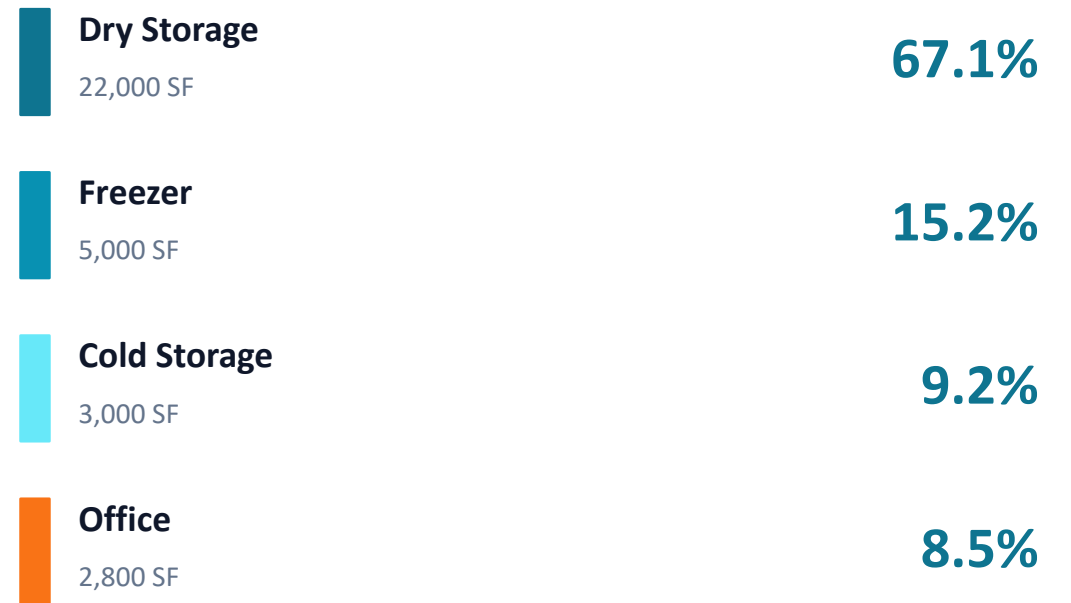 Dry Storage
22,000 SF
67.1%
Freezer
5,000 SF
15.2%
Cold Storage
3,000 SF
9.2%
Office
2,800 SF
8.5%